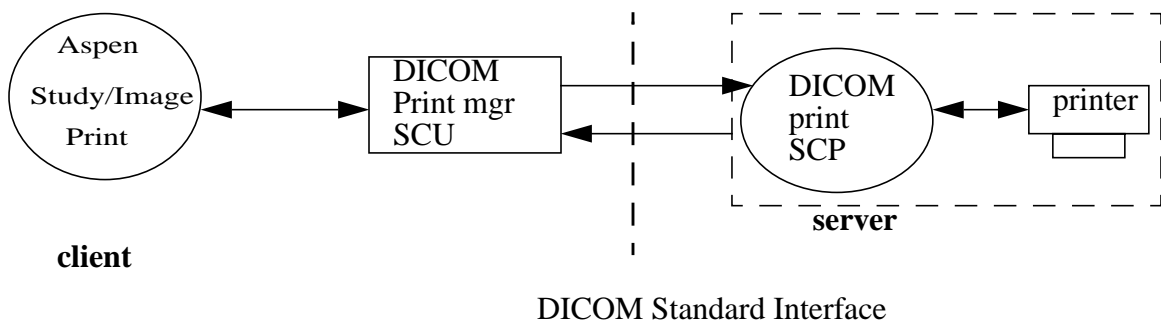 Aspen
Study/Image
Print
DICOM
Print mgr
SCU
DICOM
print
SCP
printer
server
client
DICOM Standard Interface